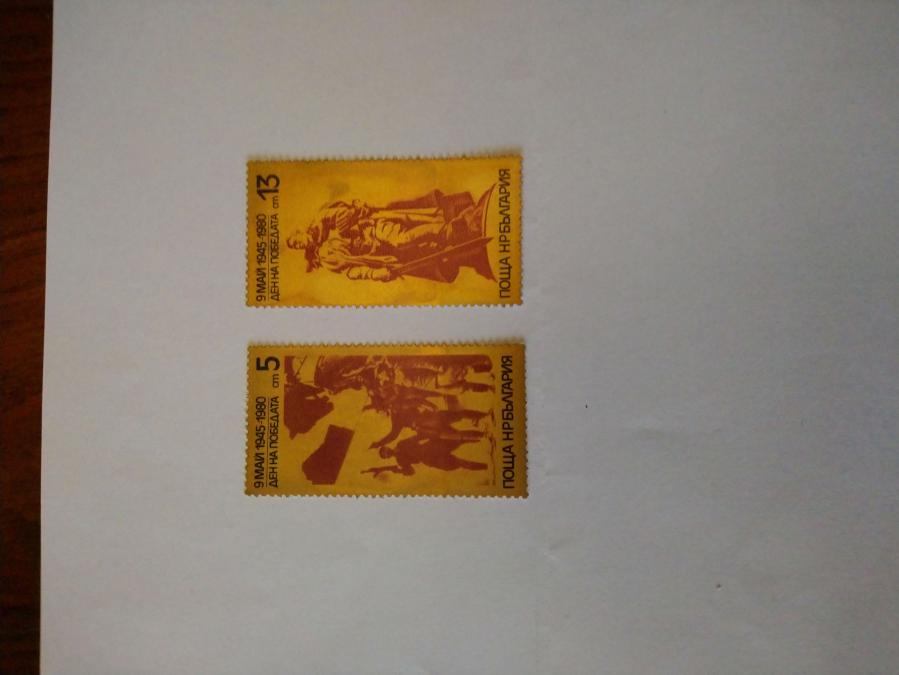 9 МАЙ 1945-1980
ДЕН НА ПОБЕДАТА
ст 13
ПОЩА НРБЪЛГАРИЯ
9 МАЙ 1945-1980
ДЕН НА ПОБЕДАТА
ст 5
ПОЩА НРБЪЛГАРИЯ